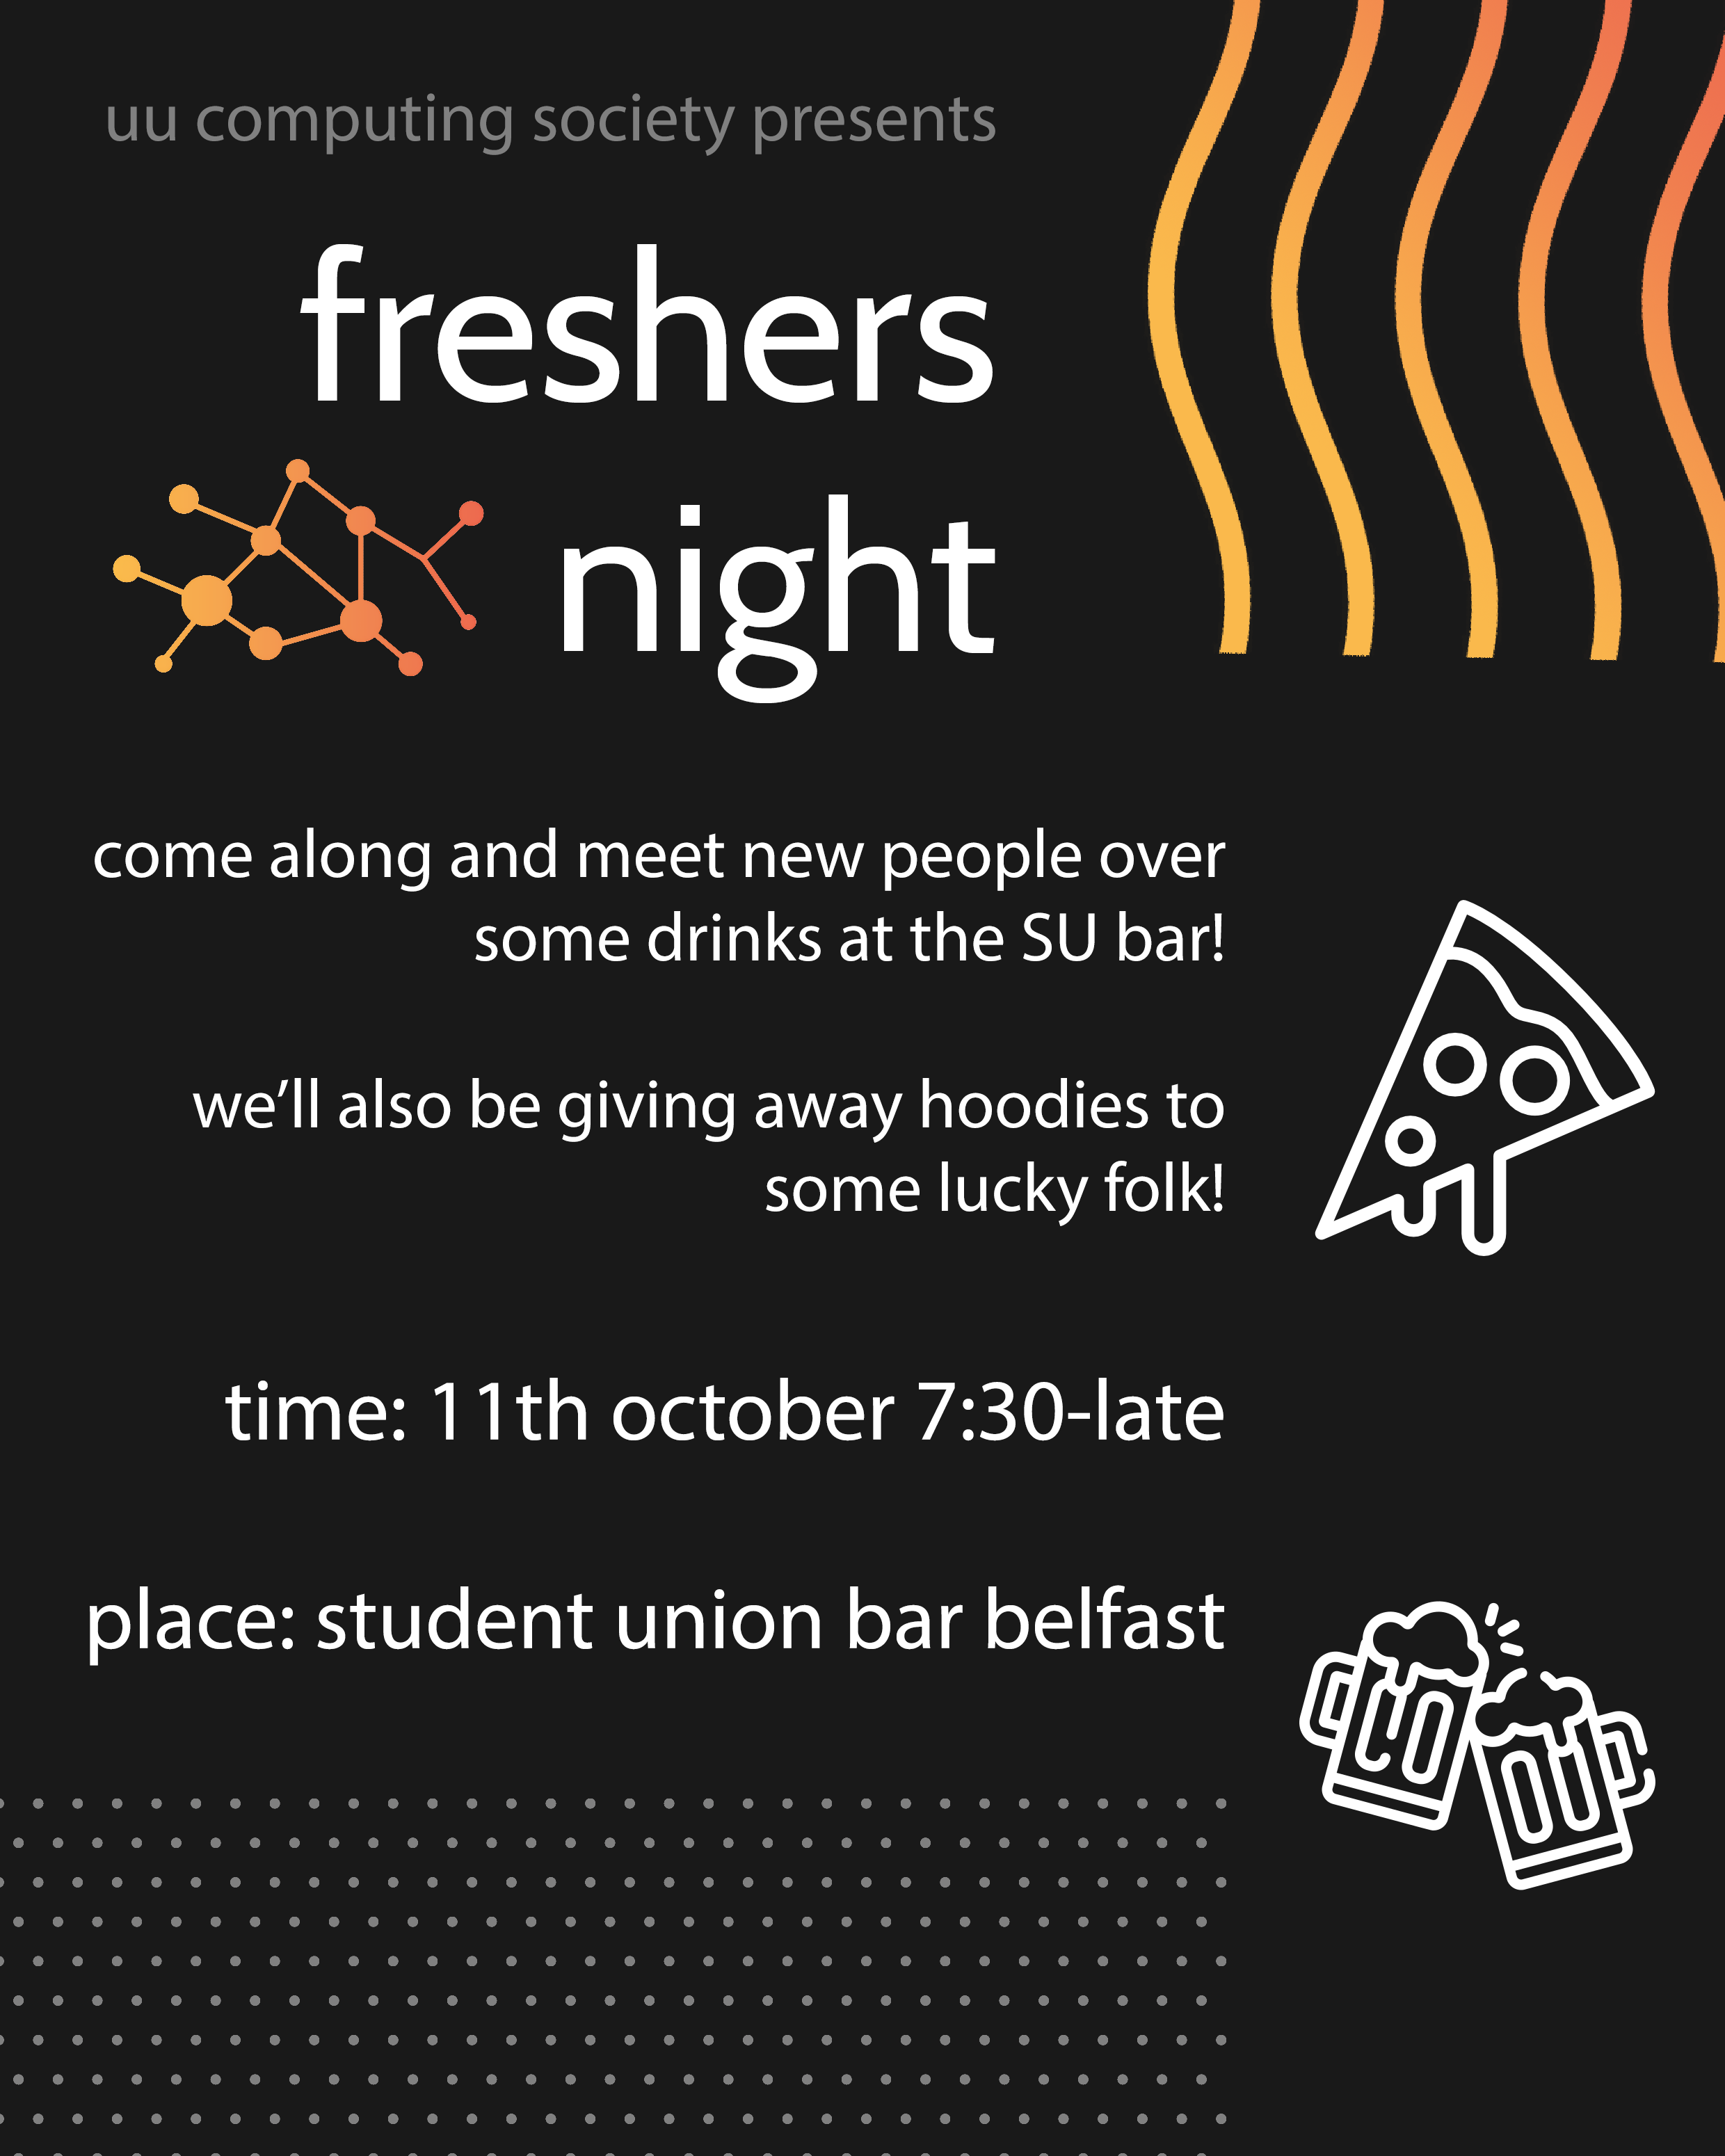 uu computing society presents
freshers
night
come along and meet new people over
some drinks at the SU bar!
we’ll also be giving away hoodies to
some lucky folk!
time: 11th october 7:30-late
place: student union bar belfast